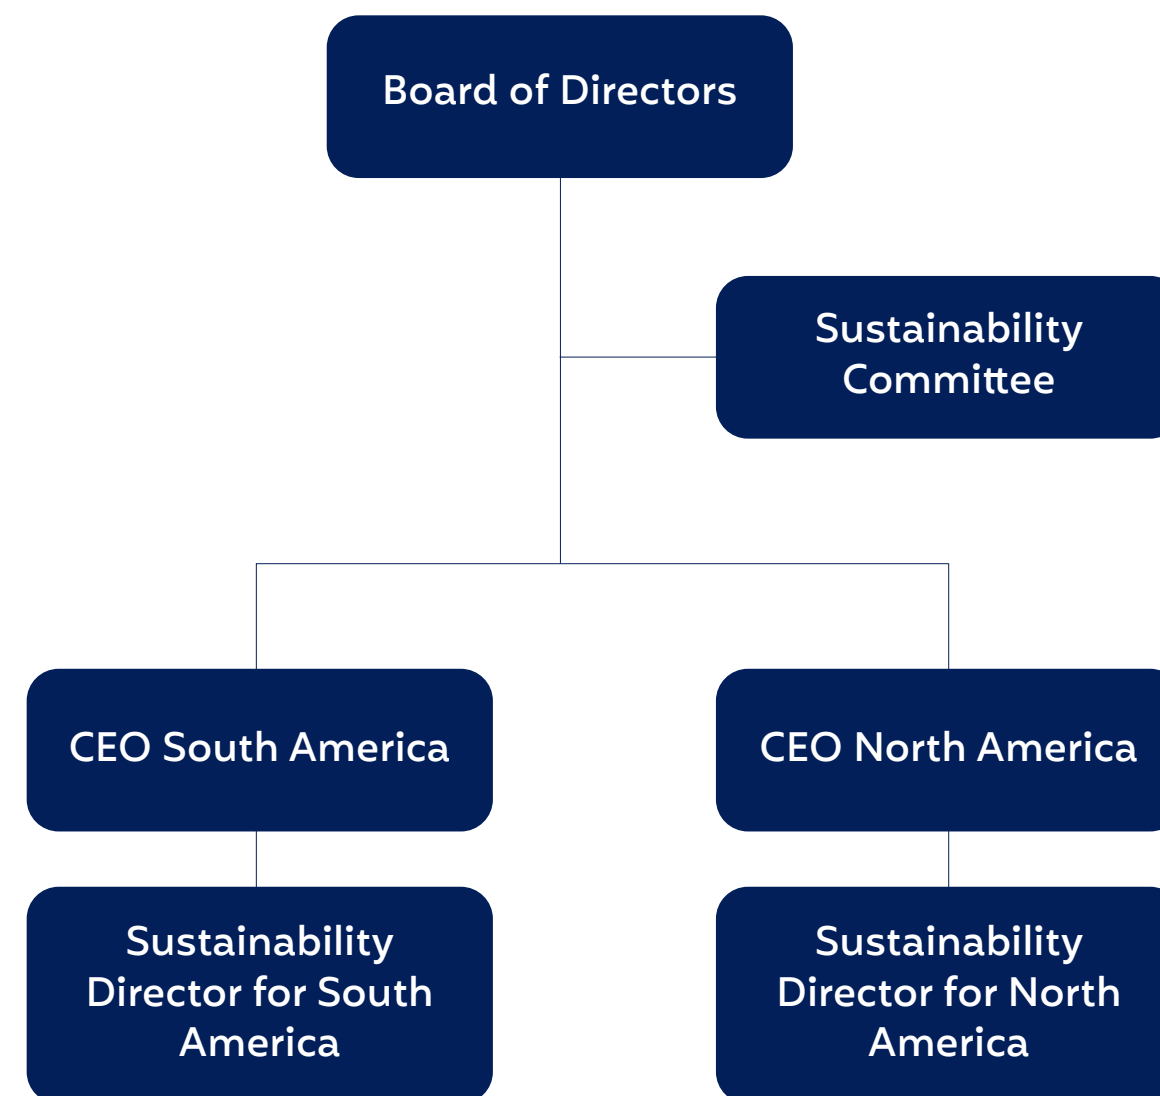 Board of Directors
Sustainability
Committee
CEO South America
CEO North America
Sustainability
Director for South
America
Sustainability
Director for North
America